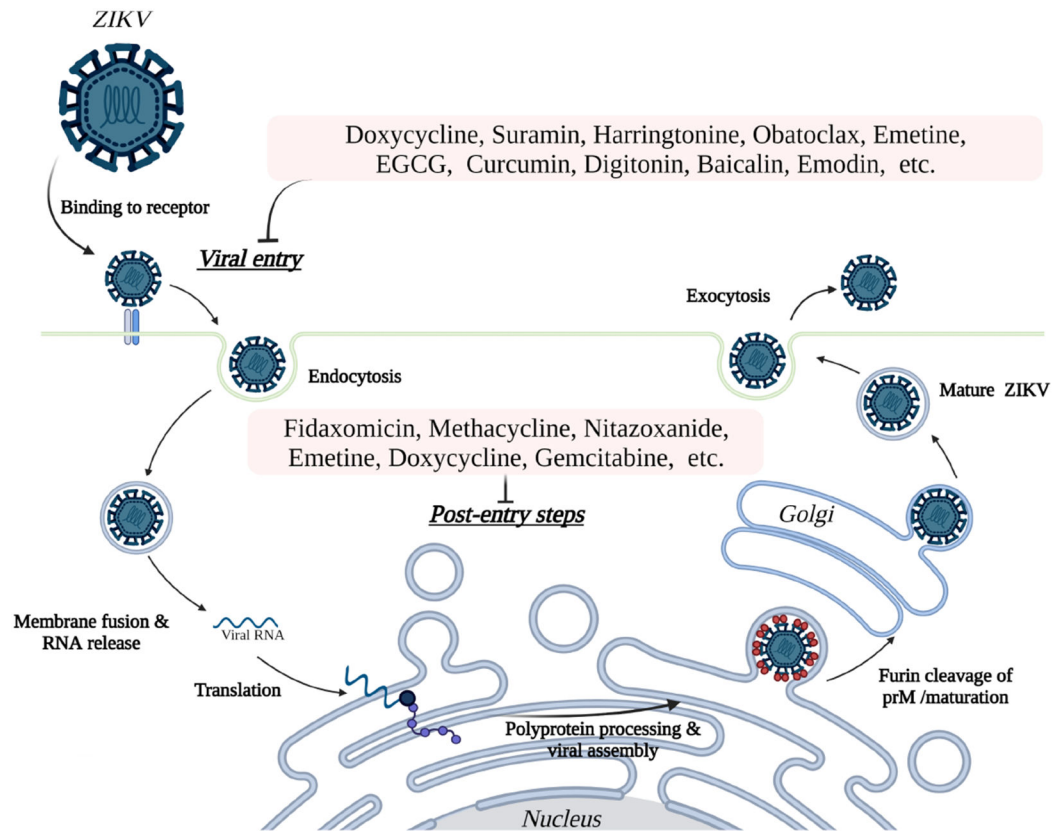 ZIKV
Doxycycline, Suramin, Harringtonine, Obatoclax, Emetine,
EGCG, Curcumin, Digitonin, Baicalin, Emodin, etc.
Binding to receptor
Viral entry
Exocytosis
Endocytosis
Mature ZIKV
Fidaxomicin, Methacycline, Nitazoxanide,
Emetine, Doxycycline, Gemcitabine, etc.
Post-entry steps
Golgi
Membrane fusion &
RNA release
Viral RNA
Translation
Furin cleavage of
prM /maturation
Polyprotein processing &
viral assembly
Nucleus